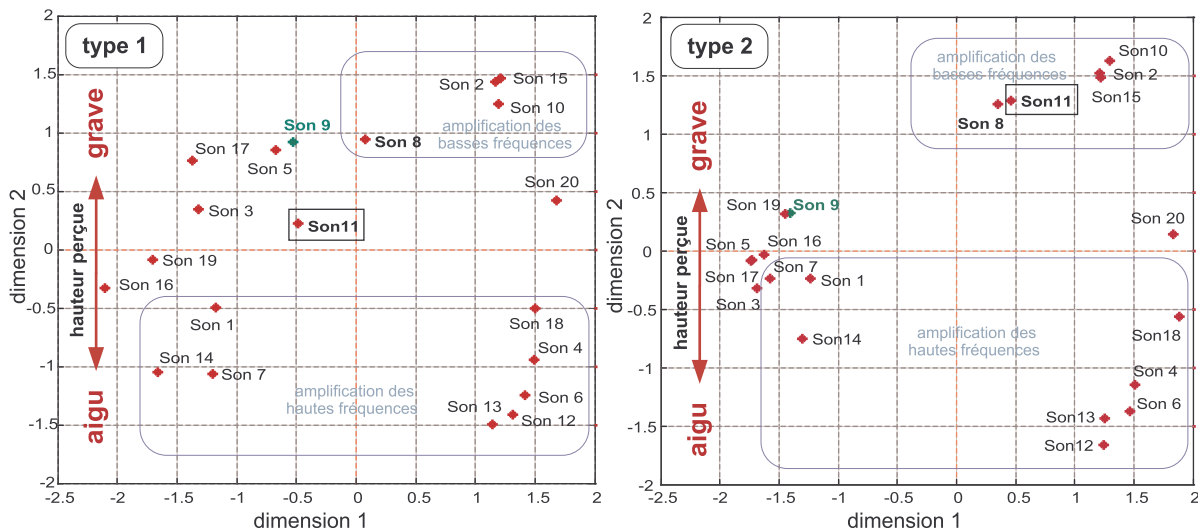 type 1
2
1.5
1
0.5
0
-0.5
-1
-1.5
-2
dimension 2
grave
hauteur perçue
aigu
Son 2
Son 15
Son 10
amplification des
basses fréquences
Son 9
Son 8
Son 17
Son 5
Son 20
Son 3
Son11
Son 19
Son 16
Son 1
Son 18
Son 14
Son 7
Son 4
amplification des
hautes fréquences
Son 6
Son 13
Son 12
-2.5
-2
-1.5
-1
-0.5
0
0.5
1
1.5
2
dimension 1
type 2
2
1.5
1
0.5
0
-0.5
-1
-1.5
-2
dimension 2
grave
hauteur perçue
aigu
amplification des
basses fréquences
Son10
Son 2
Son11
Son15
Son 8
Son 19
Son 9
Son 20
Son 5
Son 16
Son 17
Son 7
Son 1
Son 3
Son14
amplification des
hautes fréquences
Son18
Son 4
Son 6
Son13
Son12
-2.5
-2
-1.5
-1
-0.5
0
0.5
1
1.5
2
dimension 1